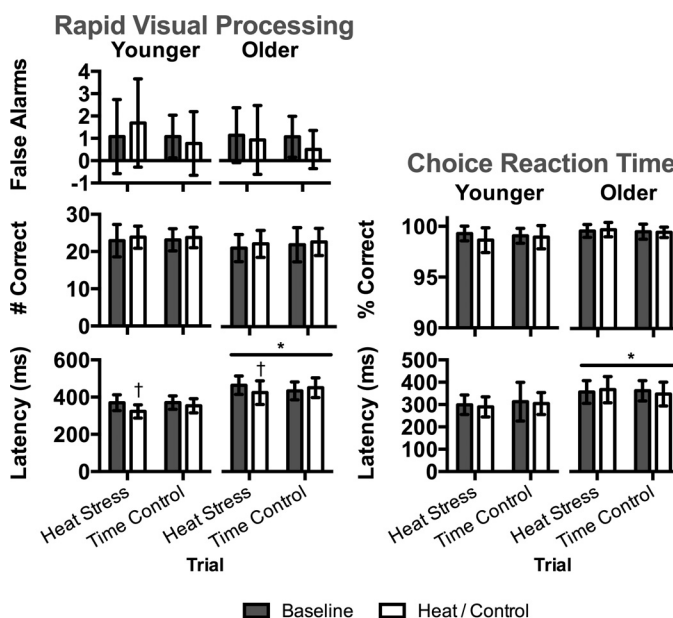 Rapid Visual Processing
Younger Older
False Alarms
4
3
2
1
0
-1
# Correct
30
20
10
0
Latency (ms)
600
400
200
0
*
†
†
Heat Stress
Time Control
Heat Stress
Time Control
Trial
Choice Reaction Time
Younger Older
% Correct
100
95
90
Latency (ms)
500
400
300
200
100
0
*
Heat Stress
Time Control
Heat Stress
Time Control
Trial
Baseline Heat / Control